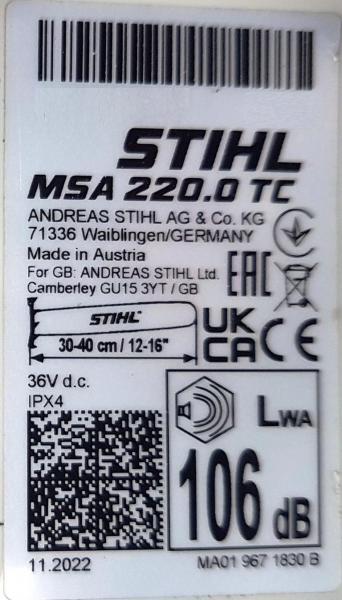 STIHL
MSA 220.0 TC
ANDREAS STIHL AG & Co. KG
71336 Waiblingen/GERMANY
Made in Austria
For GB: ANDREAS STIHL Ltd.
Camberley GU15 3YT / GB
EAC
STIHL
30-40 cm / 12-16"
UK
CA
CE
36V d.c.
IPX4
LWA
106 dB
11.2022
MA01 967 1830 B